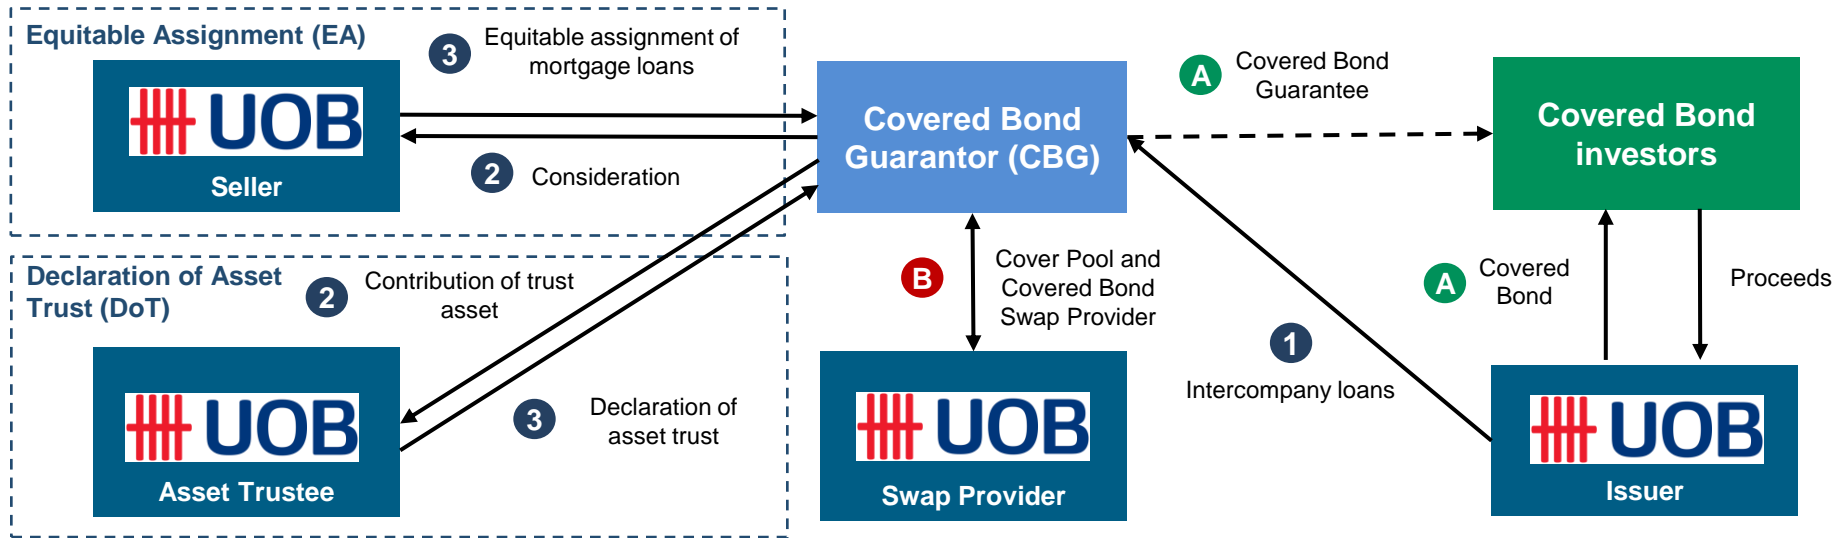 Equitable Assignment (EA)
3
Equitable assignment of
mortgage loans
UOB
Seller
2
Consideration
Declaration of Asset
Trust (DoT)
2
Contribution of trust
asset
UOB
Asset Trustee
3
Declaration of
asset trust
Covered Bond
Guarantor (CBG)
B
Cover Pool and
Covered Bond
Swap Provider
UOB
Swap Provider
A
Covered Bond
Guarantee
1
Intercompany loans
Covered Bond
investors
A
Covered
Bond
Proceeds
UOB
Issuer